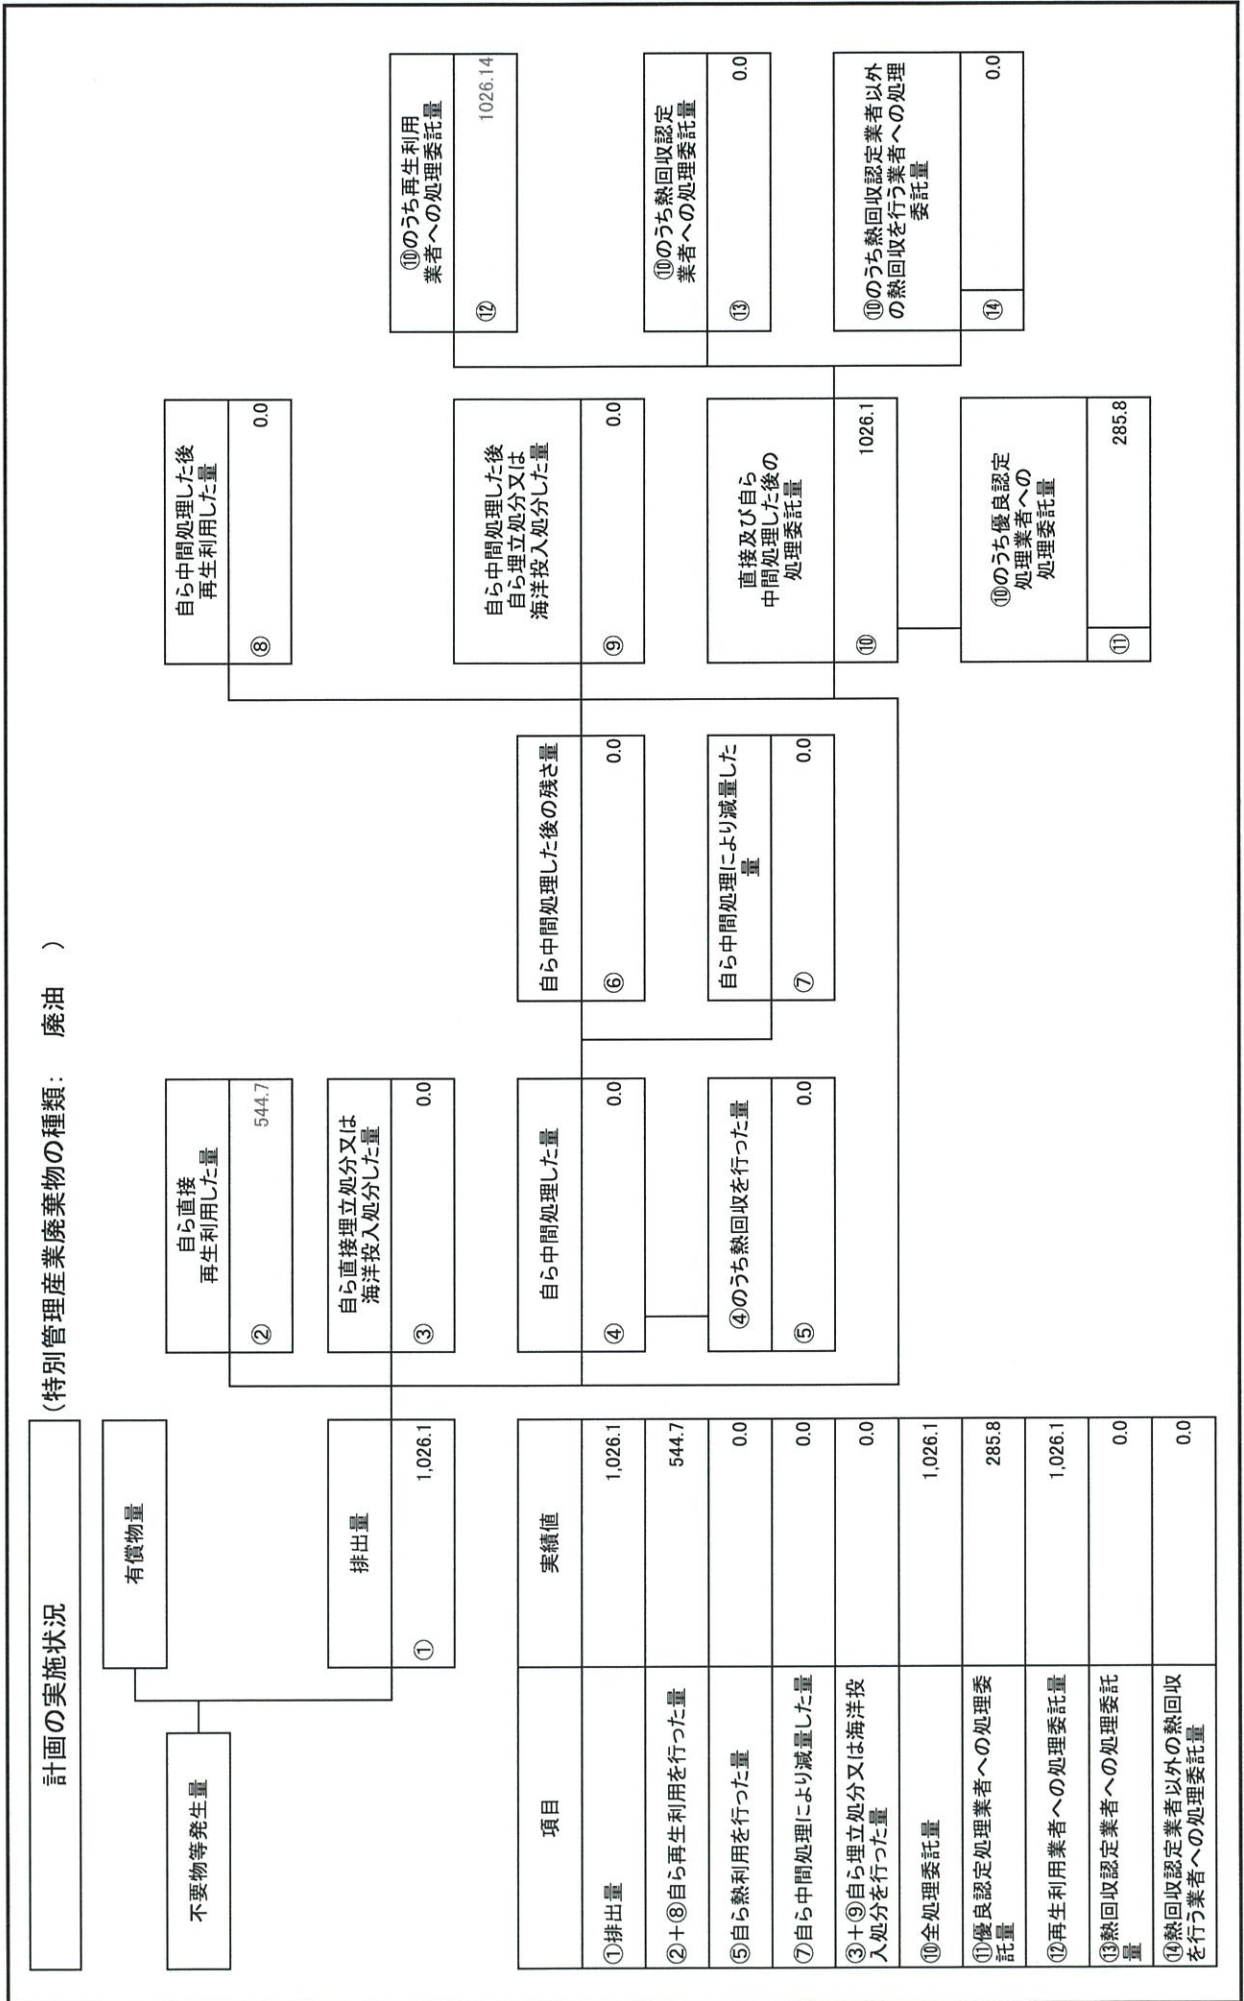 計画の実施状況
(特別管理産業廃棄物の種類： 廃油 )
不要物等発生量
有償物量
排出量
① 1,026.1
自ら直接
再生利用した量
② 544.7
自ら直接埋立処分又は
海洋投入処分した量
③ 0.0
自ら中間処理した量
④ 0.0
④のうち熱回収を行った量
⑤ 0.0
自ら中間処理した後の残さ量
⑥ 0.0
自ら中間処理により減量した
量
⑦ 0.0
自ら中間処理した後
再生利用した量
⑧ 0.0
自ら中間処理した後
自ら埋立処分又は
海洋投入処分した量
⑨ 0.0
直接及び自ら
中間処理した後の
処理委託量
⑩ 1026.1
⑩のうち優良認定
処理業者への
処理委託量
⑪ 285.8
⑩のうち再生利用
業者への処理委託量
⑫ 1026.14
⑩のうち熱回収認定
業者への処理委託量
⑬ 0.0
⑩のうち熱回収認定業者以外
の熱回収を行う業者への処理
委託量
⑭ 0.0
項目 実績値
①排出量 1,026.1
②+⑧自ら再生利用を行った量 544.7
⑤自ら熱利用を行った量 0.0
⑦自ら中間処理により減量した量 0.0
③+⑨自ら埋立処分又は海洋投
入処分を行った量 0.0
⑩全処理委託量 1,026.1
⑪優良認定処理業者への処理委
託量 285.8
⑫再生利用業者への処理委託量 1,026.1
⑬熱回収認定業者への処理委託
量 0.0
⑭熱回収認定業者以外の熱回収
を行う業者への処理委託量 0.0